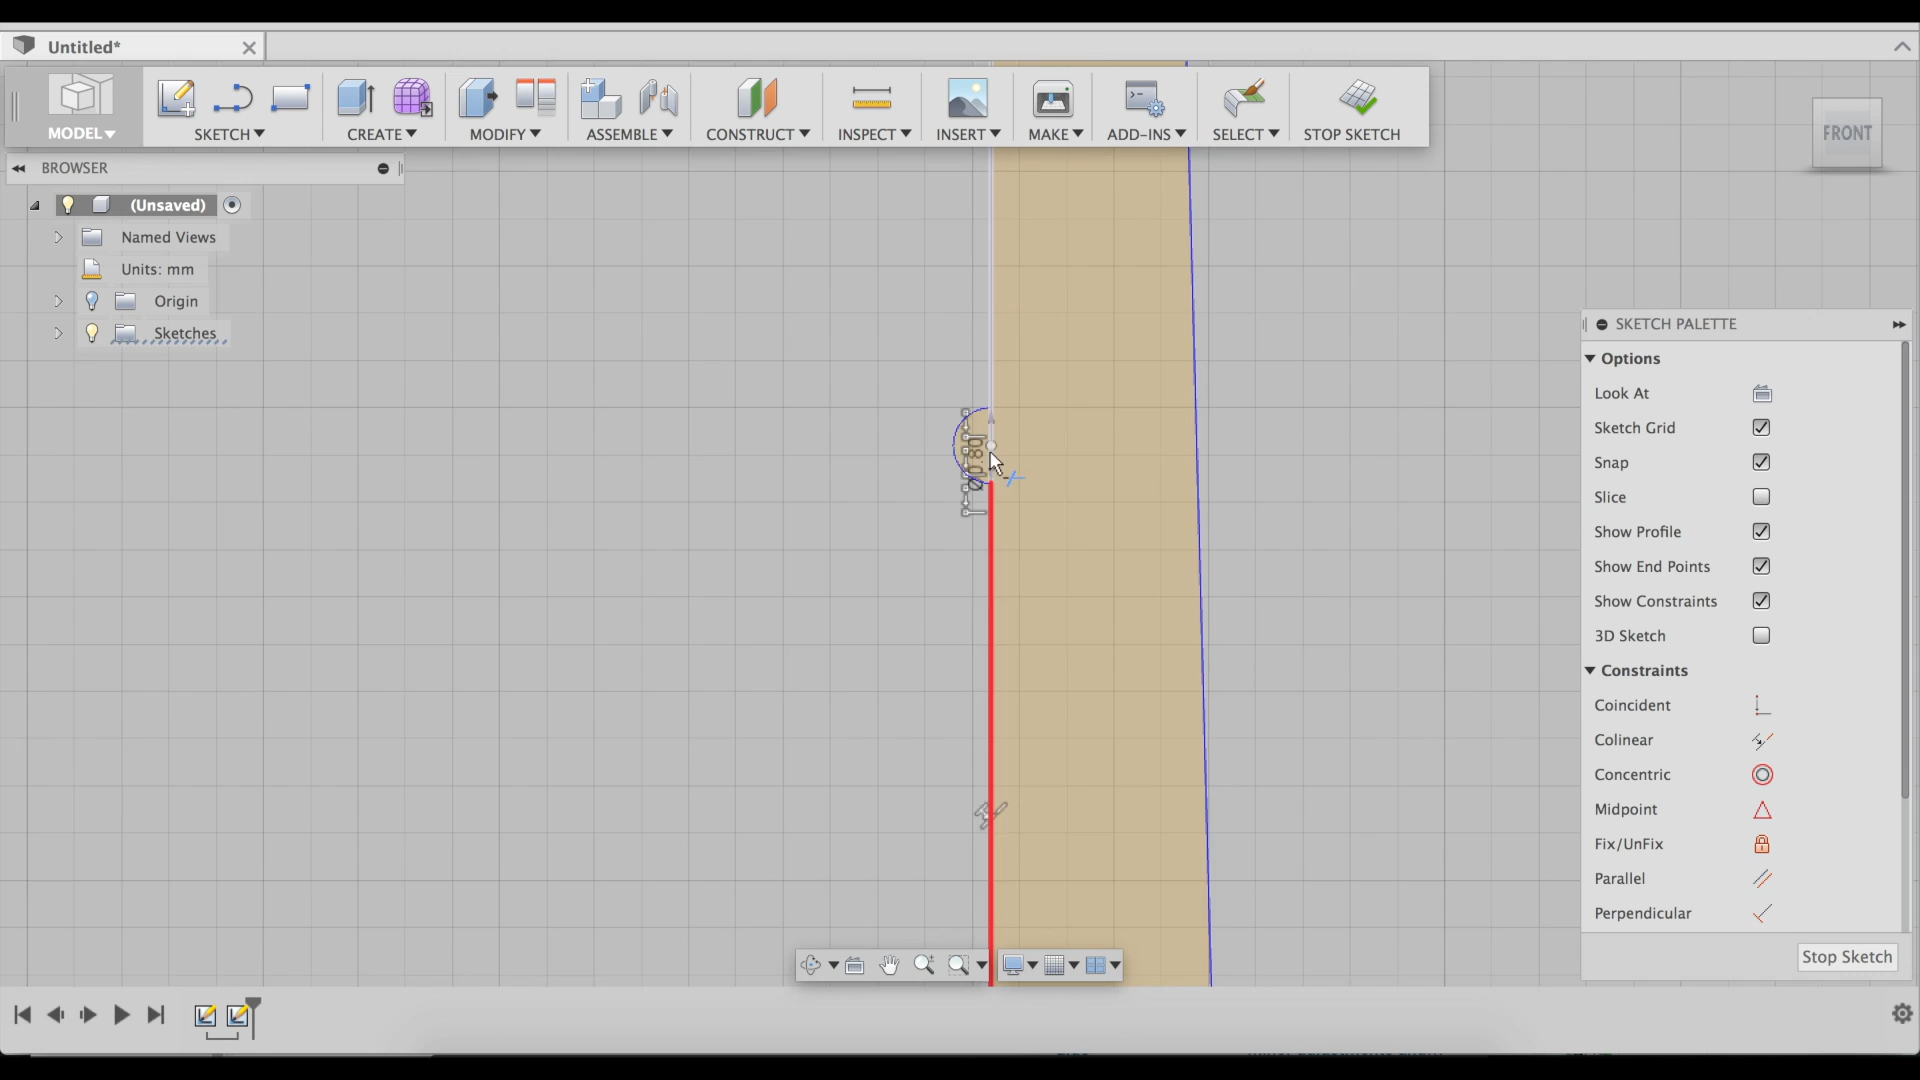 Untitled*
MODEL
SKETCH
CREATE
MODIFY
ASSEMBLE
CONSTRUCT
INSPECT
INSERT
MAKE
ADD-INS
SELECT
STOP SKETCH
FRONT
BROWSER
(Unsaved)
Named Views
Units: mm
Origin
Sketches
Ø0.80
SKETCH PALETTE
Options
Look At
Sketch Grid
Snap
Slice
Show Profile
Show End Points
Show Constraints
3D Sketch
Constraints
Coincident
Colinear
Concentric
Midpoint
Fix/UnFix
Parallel
Perpendicular
Stop Sketch